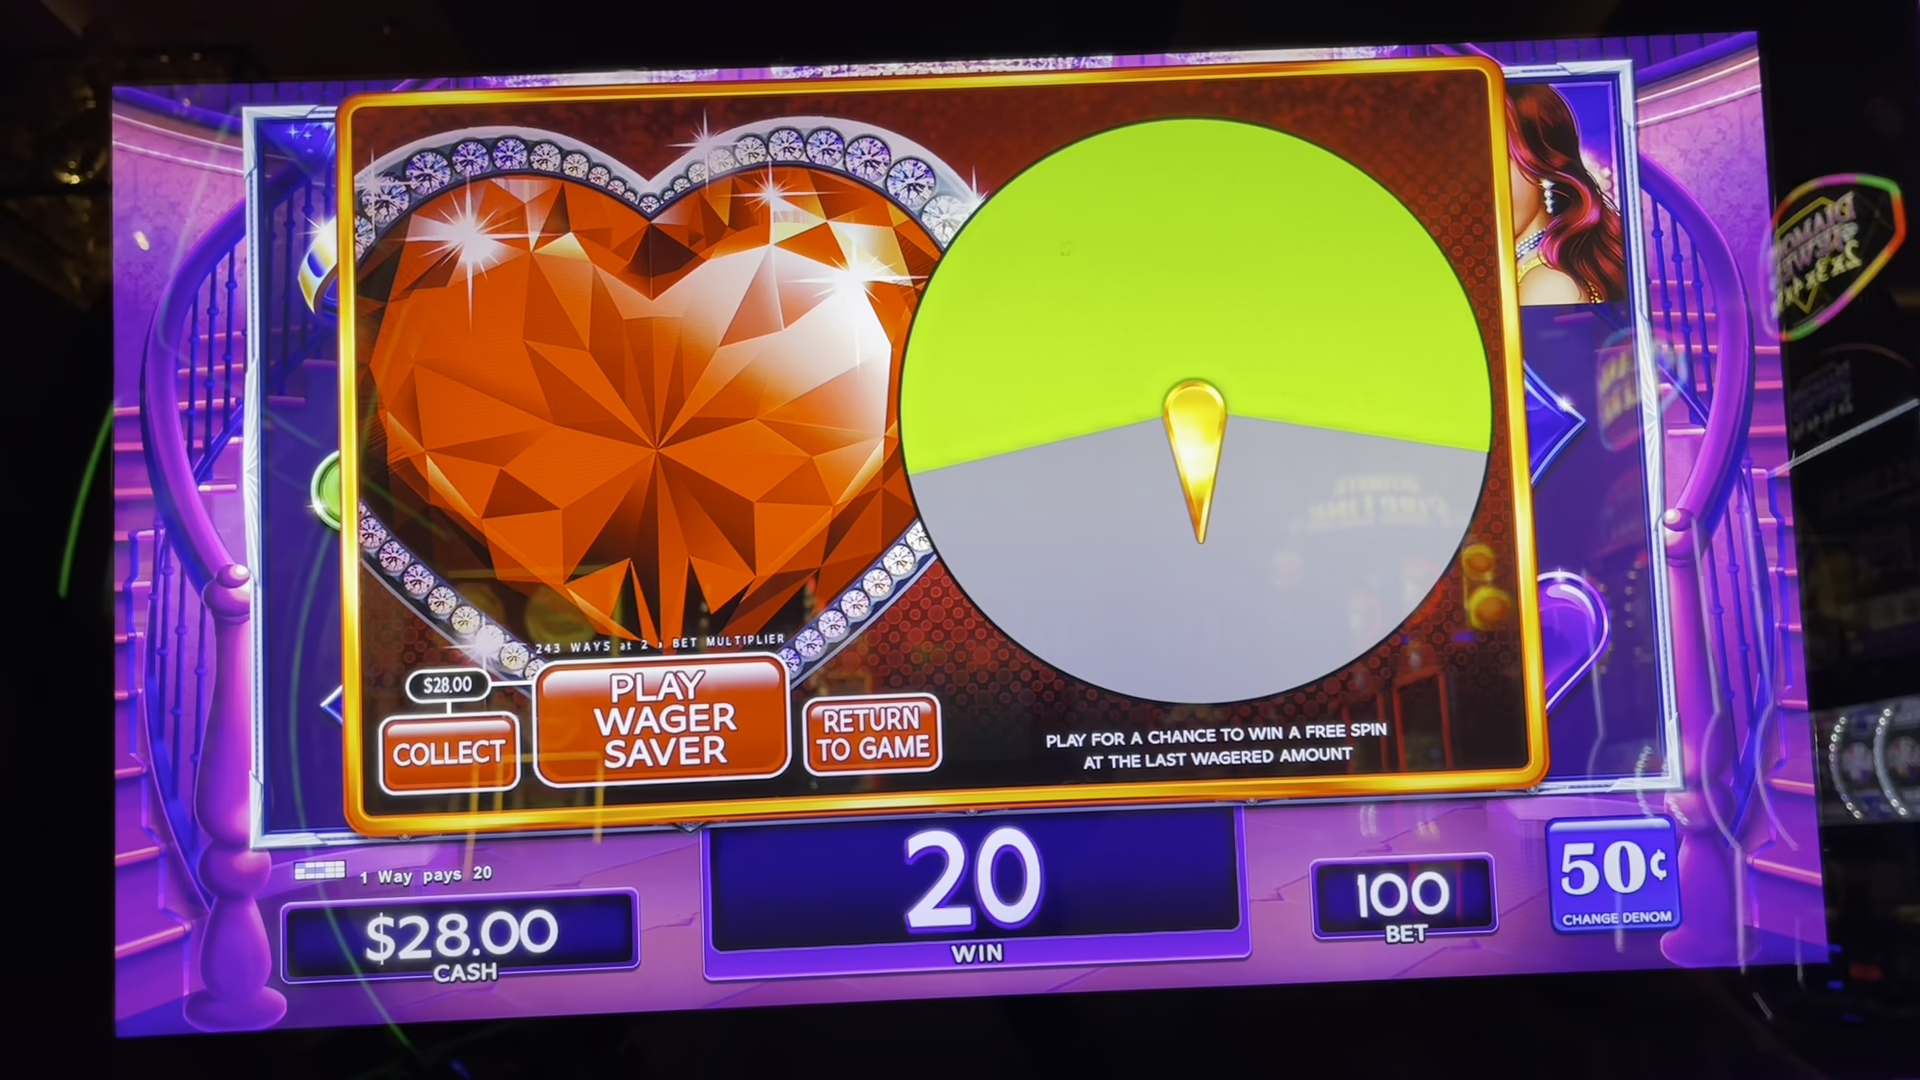 243 WAYS at 2 x BET MULTIPLIER
$28.00
COLLECT
PLAY
WAGER
SAVER
RETURN
TO GAME
PLAY FOR A CHANCE TO WIN A FREE SPIN
AT THE LAST WAGERED AMOUNT
1 Way pays 20
$28.00
CASH
20
WIN
100
BET
50¢
CHANGE DENOM